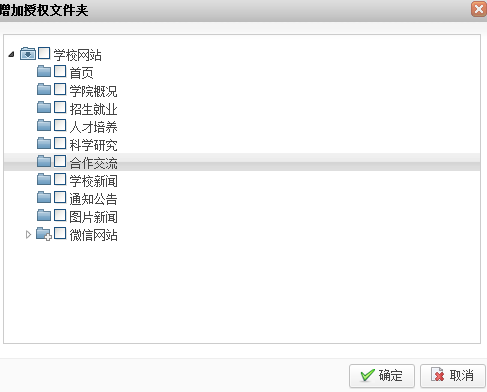 增加授权文件夹
学校网站
首页
学院概况
招生就业
人才培养
科学研究
合作交流
学校新闻
通知公告
图片新闻
微信网站
确定 取消